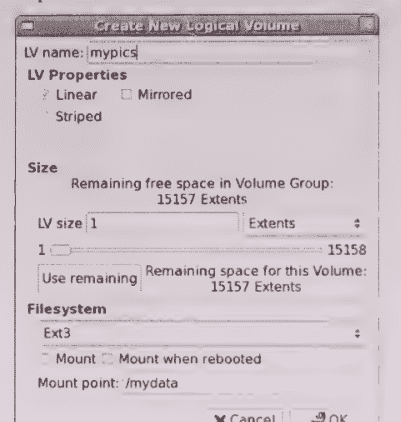 Create New Logical Volume
LV name: mypics
LV Properties
Linear Mirrored
Striped
Size
Remaining free space in Volume Group:
15157 Extents
LV size 1 Extents
1 15158
Use remaining Remaining space for this Volume:
15157 Extents
Filesystem
Ext3
Mount Mount when rebooted
Mount point: /mydata
Cancel OK